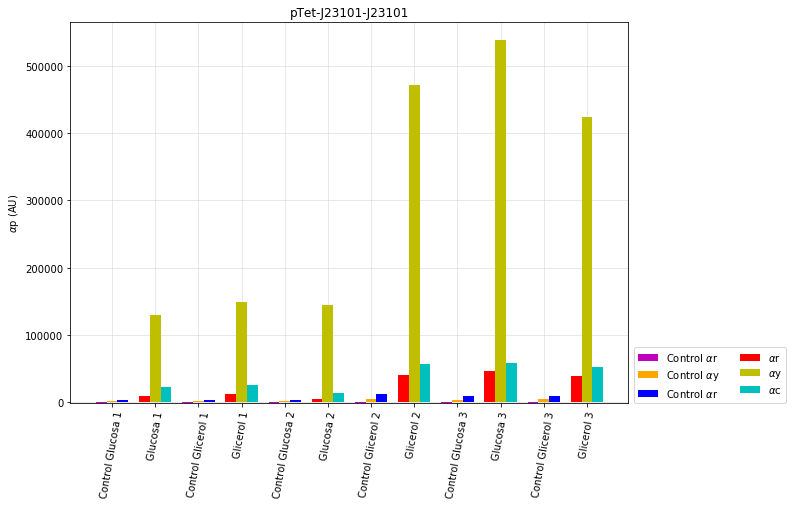 pTet-J23101-J23101
αp (AU)
500000
400000
300000
200000
100000
0
Control Glucosa 1
Glucosa 1
Control Glicerol 1
Glicerol 1
Control Glucosa 2
Glucosa 2
Control Glicerol 2
Glicerol 2
Control Glucosa 3
Glucosa 3
Control Glicerol 3
Glicerol 3
Control αr
Control αy
Control αr
αr
αy
αc